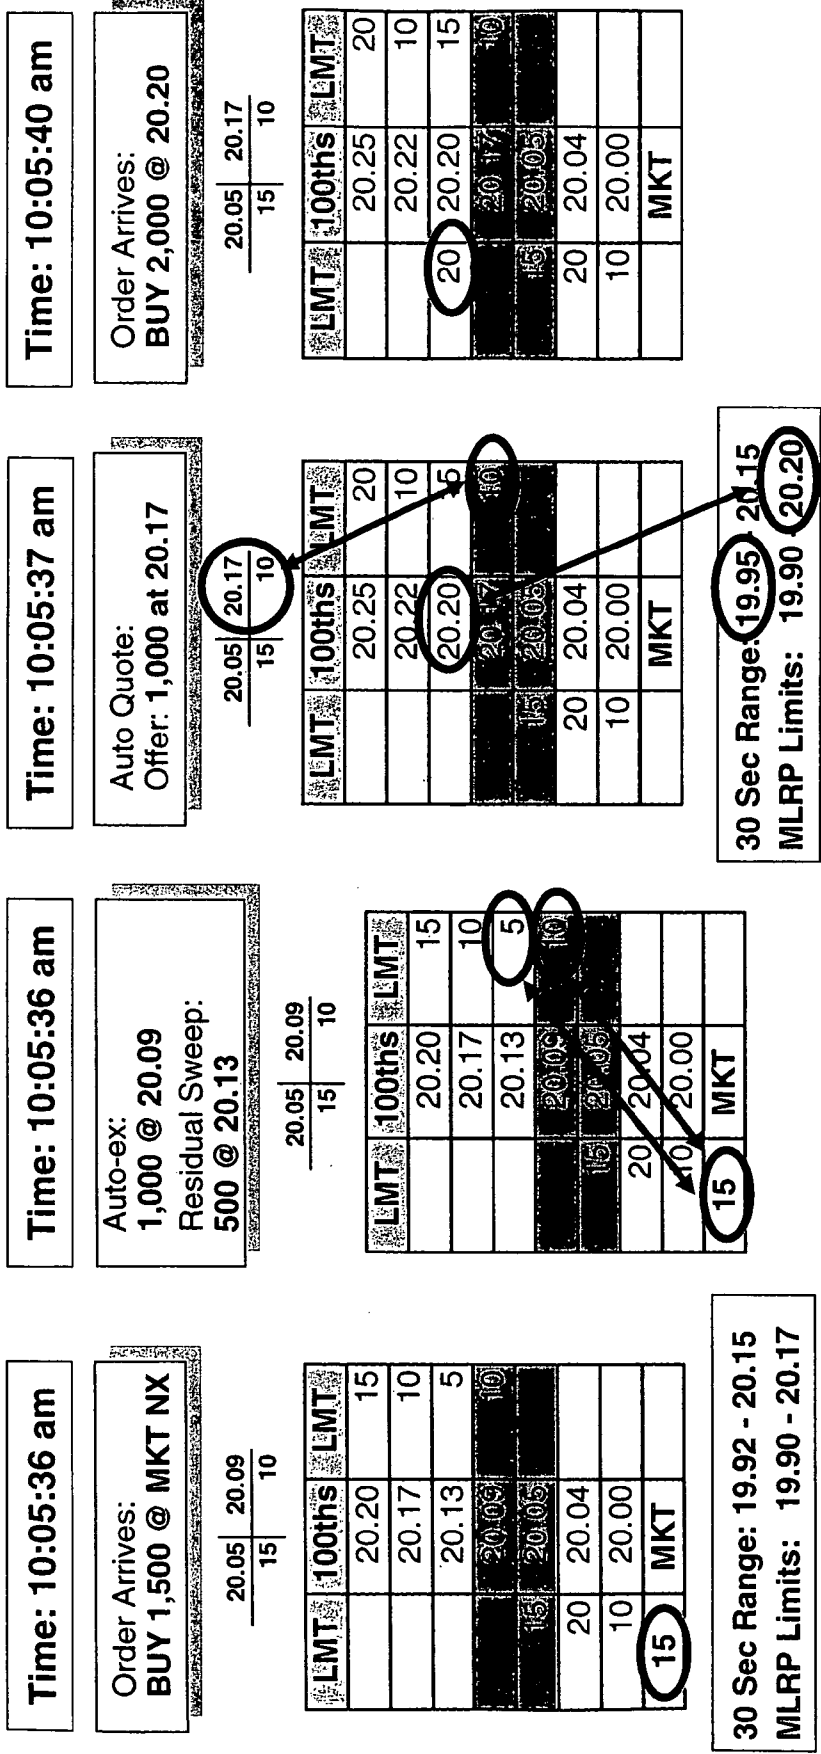 Time: 10:05:36 am
Order Arrives:
BUY 1,500 @ MKT NX
20.05 20.09
15 10
LMT 100ths LMT
20.20 15
20.17 10
20.13 5
20.09 10
15 20.05
20 20.04
10 20.00
15 MKT
30 Sec Range: 19.92 - 20.15
MLRP Limits: 19.90 - 20.17
Time: 10:05:36 am
Auto-ex:
1,000 @ 20.09
Residual Sweep:
500 @ 20.13
20.05 20.09
15 10
LMT 100ths LMT
20.20 15
20.17 10
20.13 5
20.09 10
15 20.05
20 20.04
10 20.00
15 MKT
Time: 10:05:37 am
Auto Quote:
Offer: 1,000 at 20.17
20.05 20.17
15 10
LMT 100ths LMT
20.25 20
20.22 10
20.20 5
20.17 10
15 20.05
20 20.04
10 20.00
MKT
30 Sec Range: 19.95 - 20.15
MLRP Limits: 19.90 - 20.20
Time: 10:05:40 am
Order Arrives:
BUY 2,000 @ 20.20
20.05 20.17
15 10
LMT 100ths LMT
20.25 20
20.22 10
20 20.20 15
20.17 10
15 20.05
20 20.04
10 20.00
MKT